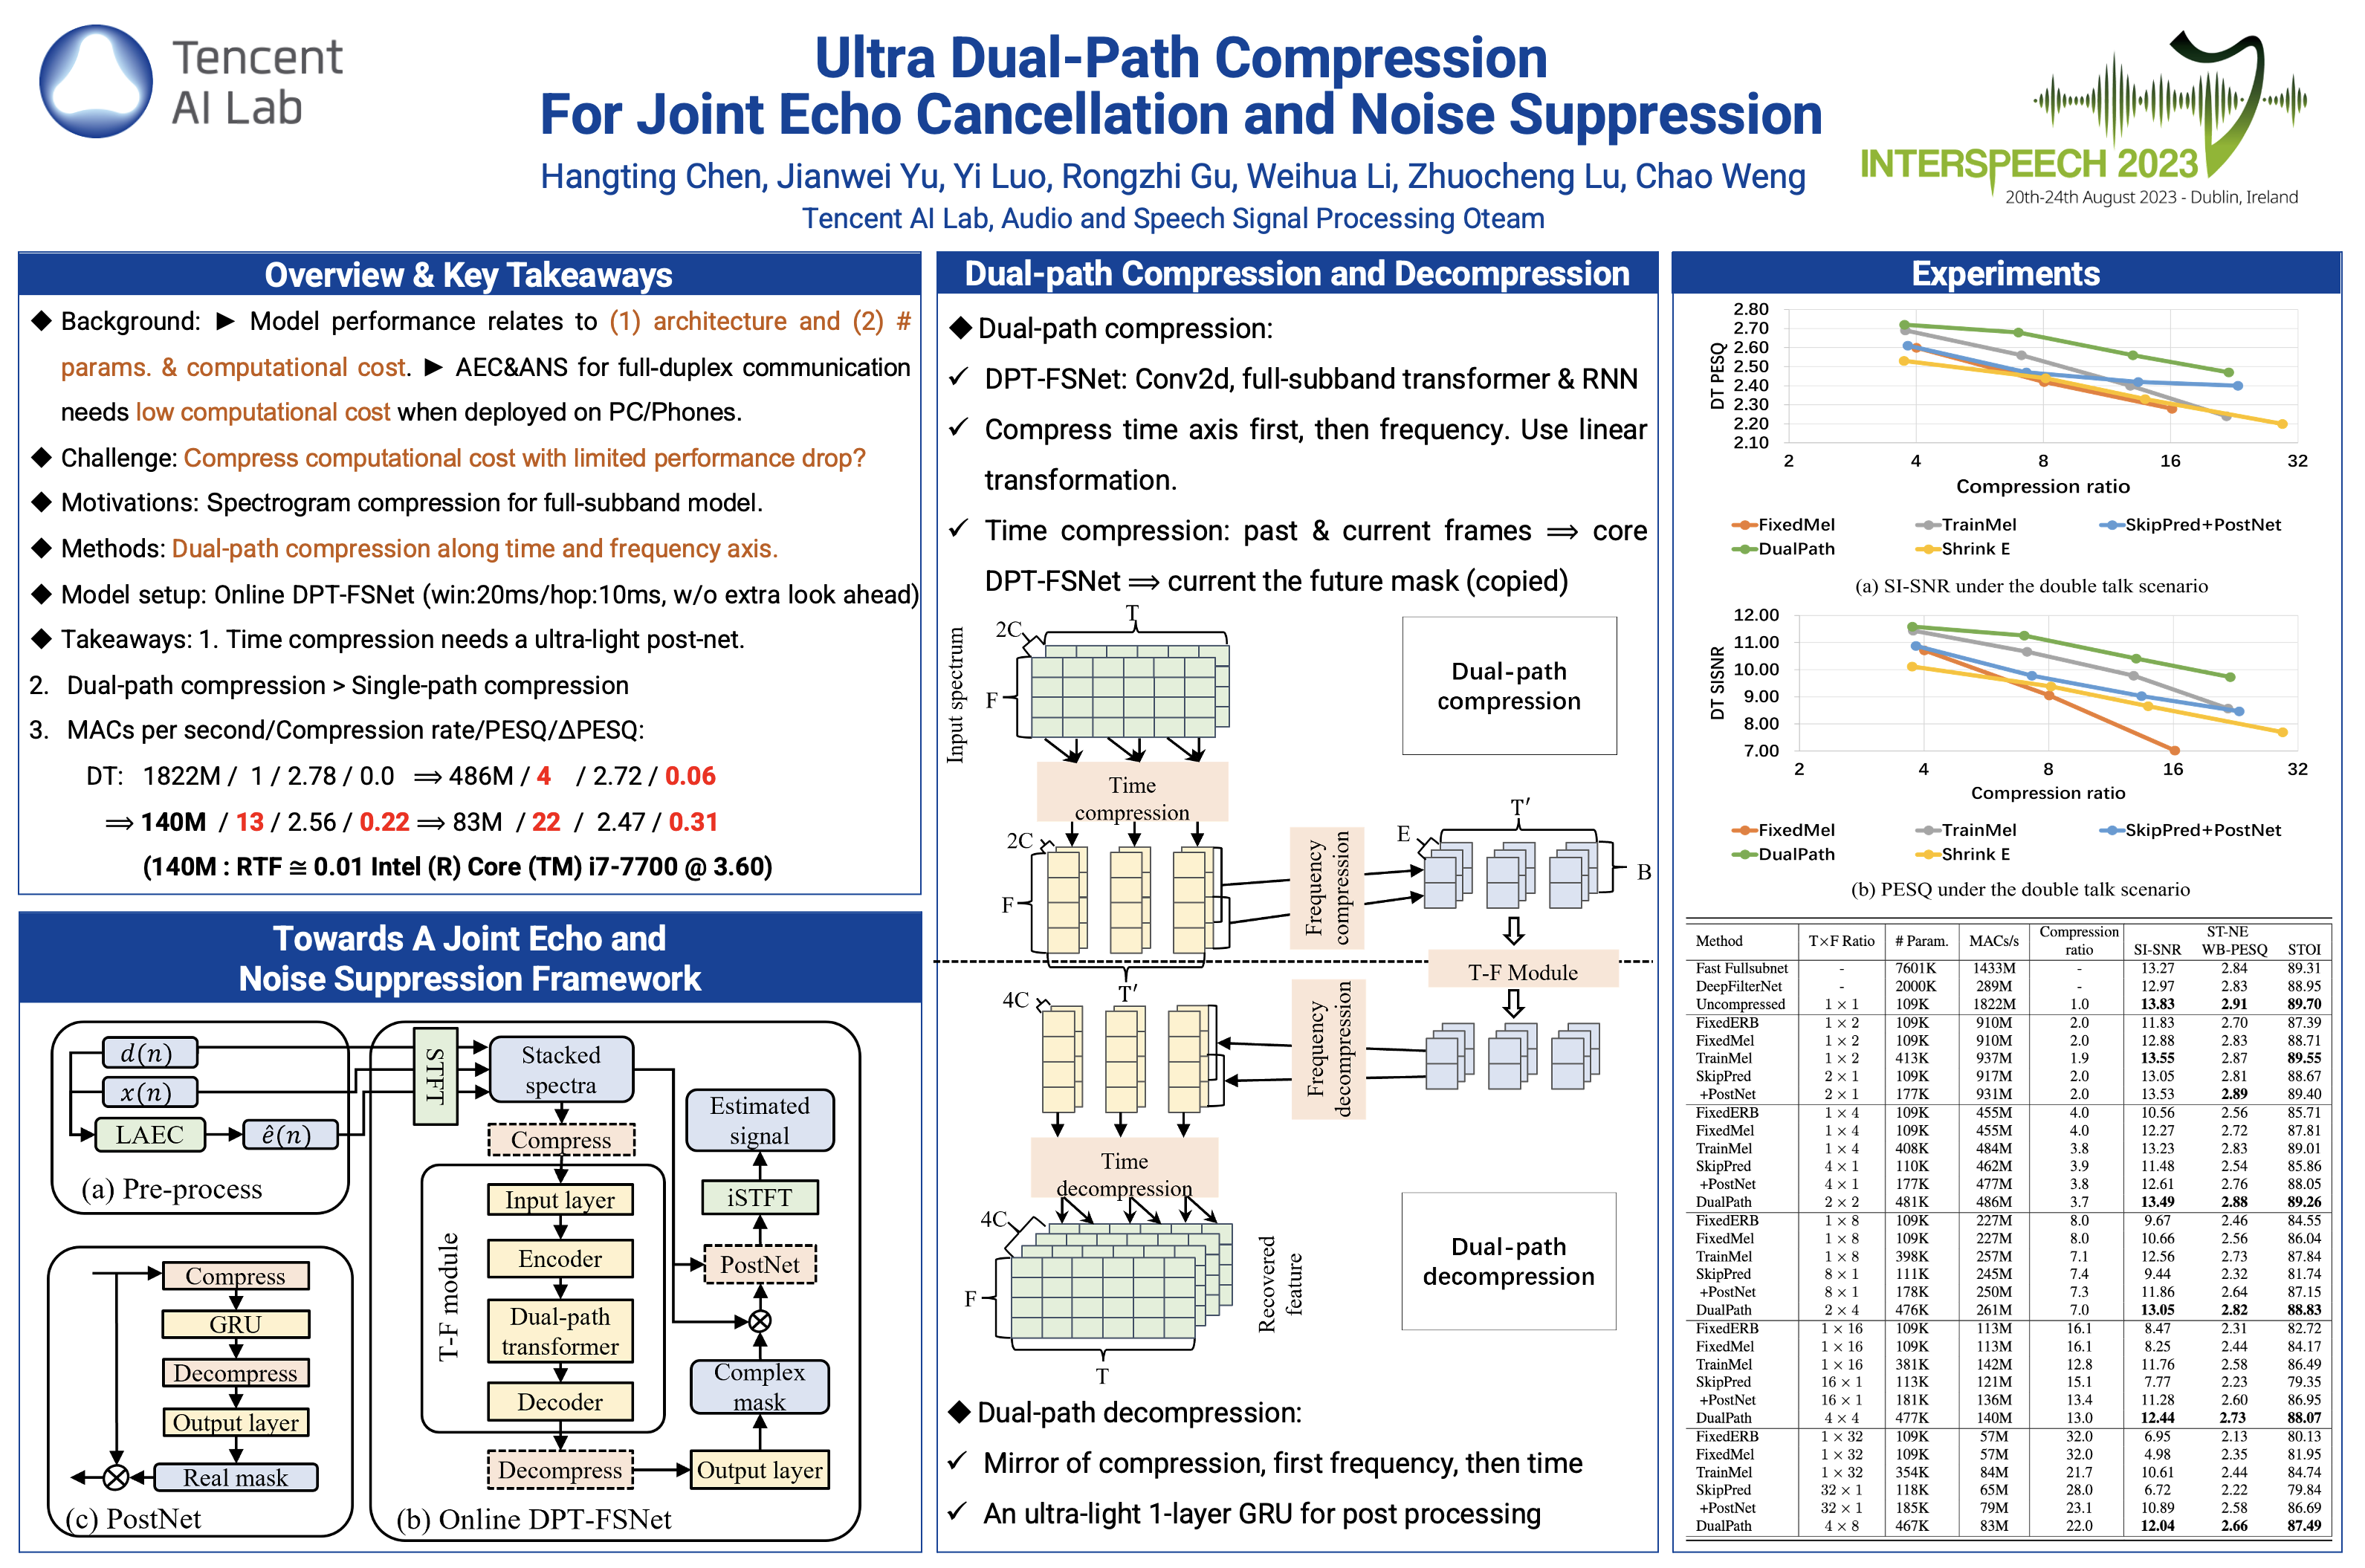 Tencent
AI Lab
Ultra Dual-Path Compression
For Joint Echo Cancellation and Noise Suppression
Hangting Chen, Jianwei Yu, Yi Luo, Rongzhi Gu, Weihua Li, Zhuocheng Lu, Chao Weng
Tencent AI Lab, Audio and Speech Signal Processing Oteam
INTERSPEECH 2023
20th-24th August 2023 - Dublin, Ireland
Overview & Key Takeaways
◆ Background: ► Model performance relates to (1) architecture and (2) #
params. & computational cost. ► AEC&ANS for full-duplex communication
needs low computational cost when deployed on PC/Phones.
◆ Challenge: Compress computational cost with limited performance drop?
◆ Motivations: Spectrogram compression for full-subband model.
◆ Methods: Dual-path compression along time and frequency axis.
◆ Model setup: Online DPT-FSNet (win:20ms/hop:10ms, w/o extra look ahead)
◆ Takeaways: 1. Time compression needs a ultra-light post-net.
2. Dual-path compression > Single-path compression
3. MACs per second/Compression rate/PESQ/ΔPESQ:
DT: 1822M / 1 / 2.78 / 0.0 ⟹ 486M / 4 / 2.72 / 0.06
⟹ 140M / 13 / 2.56 / 0.22 ⟹ 83M / 22 / 2.47 / 0.31
(140M : RTF ≅ 0.01 Intel (R) Core (TM) i7-7700 @ 3.60)
Towards A Joint Echo and
Noise Suppression Framework
d(n)
x(n)
LAEC
ê(n)
(a) Pre-process
STFT
Stacked
spectra
Compress
Input layer
Encoder
Dual-path
transformer
Decoder
T-F module
Decompress
Output layer
Complex
mask
PostNet
iSTFT
Estimated
signal
(b) Online DPT-FSNet
Compress
GRU
Decompress
Output layer
Real mask
(c) PostNet
Dual-path Compression and Decompression
◆ Dual-path compression:
✓ DPT-FSNet: Conv2d, full-subband transformer & RNN
✓ Compress time axis first, then frequency. Use linear
transformation.
✓ Time compression: past & current frames ⟹ core
DPT-FSNet ⟹ current the future mask (copied)
T
2C
F
Input spectrum
Dual-path
compression
Time
compression
2C
F
T′
Frequency
compression
E
T′
B
T-F Module
4C
Frequency
decompression
Time
decompression
4C
F
T
Recovered
feature
Dual-path
decompression
◆ Dual-path decompression:
✓ Mirror of compression, first frequency, then time
✓ An ultra-light 1-layer GRU for post processing
Experiments
DT PESQ
2.80
2.70
2.60
2.50
2.40
2.30
2.20
2.10
2 4 8 16 32
Compression ratio
FixedMel TrainMel SkipPred+PostNet
DualPath Shrink E
(a) SI-SNR under the double talk scenario
DT SISNR
12.00
11.00
10.00
9.00
8.00
7.00
2 4 8 16 32
Compression ratio
FixedMel TrainMel SkipPred+PostNet
DualPath Shrink E
(b) PESQ under the double talk scenario
Method T×F Ratio # Param. MACs/s Compression ratio ST-NE
SI-SNR WB-PESQ STOI
Fast Fullsubnet - 7601K 1433M - 13.27 2.84 89.31
DeepFilterNet - 2000K 289M - 12.97 2.83 88.95
Uncompressed 1 × 1 109K 1822M 1.0 13.83 2.91 89.70
FixedERB 1 × 2 109K 910M 2.0 11.83 2.70 87.39
FixedMel 1 × 2 109K 910M 2.0 12.88 2.83 88.71
TrainMel 1 × 2 413K 937M 1.9 13.55 2.87 89.55
SkipPred 2 × 1 109K 917M 2.0 13.05 2.81 88.67
+PostNet 2 × 1 177K 931M 2.0 13.53 2.89 89.40
FixedERB 1 × 4 109K 455M 4.0 10.56 2.56 85.71
FixedMel 1 × 4 109K 455M 4.0 12.27 2.72 87.81
TrainMel 1 × 4 408K 484M 3.8 13.23 2.83 89.01
SkipPred 4 × 1 110K 462M 3.9 11.48 2.54 85.86
+PostNet 4 × 1 177K 477M 3.8 12.61 2.76 88.05
DualPath 2 × 2 481K 486M 3.7 13.49 2.88 89.26
FixedERB 1 × 8 109K 227M 8.0 9.67 2.46 84.55
FixedMel 1 × 8 109K 227M 8.0 10.66 2.56 86.04
TrainMel 1 × 8 398K 257M 7.1 12.56 2.73 87.84
SkipPred 8 × 1 111K 245M 7.4 9.44 2.32 81.74
+PostNet 8 × 1 178K 250M 7.3 11.86 2.64 87.15
DualPath 2 × 4 476K 261M 7.0 13.05 2.82 88.83
FixedERB 1 × 16 109K 113M 16.1 8.47 2.31 82.72
FixedMel 1 × 16 109K 113M 16.1 8.25 2.44 84.17
TrainMel 1 × 16 381K 142M 12.8 11.76 2.58 86.49
SkipPred 16 × 1 113K 121M 15.1 7.77 2.23 79.35
+PostNet 16 × 1 181K 136M 13.4 11.28 2.60 86.95
DualPath 4 × 4 477K 140M 13.0 12.44 2.73 88.07
FixedERB 1 × 32 109K 57M 32.0 6.95 2.13 80.13
FixedMel 1 × 32 109K 57M 32.0 4.98 2.35 81.95
TrainMel 1 × 32 354K 84M 21.7 10.61 2.44 84.74
SkipPred 32 × 1 118K 65M 28.0 6.72 2.22 79.84
+PostNet 32 × 1 185K 79M 23.1 10.89 2.58 86.69
DualPath 4 × 8 467K 83M 22.0 12.04 2.66 87.49